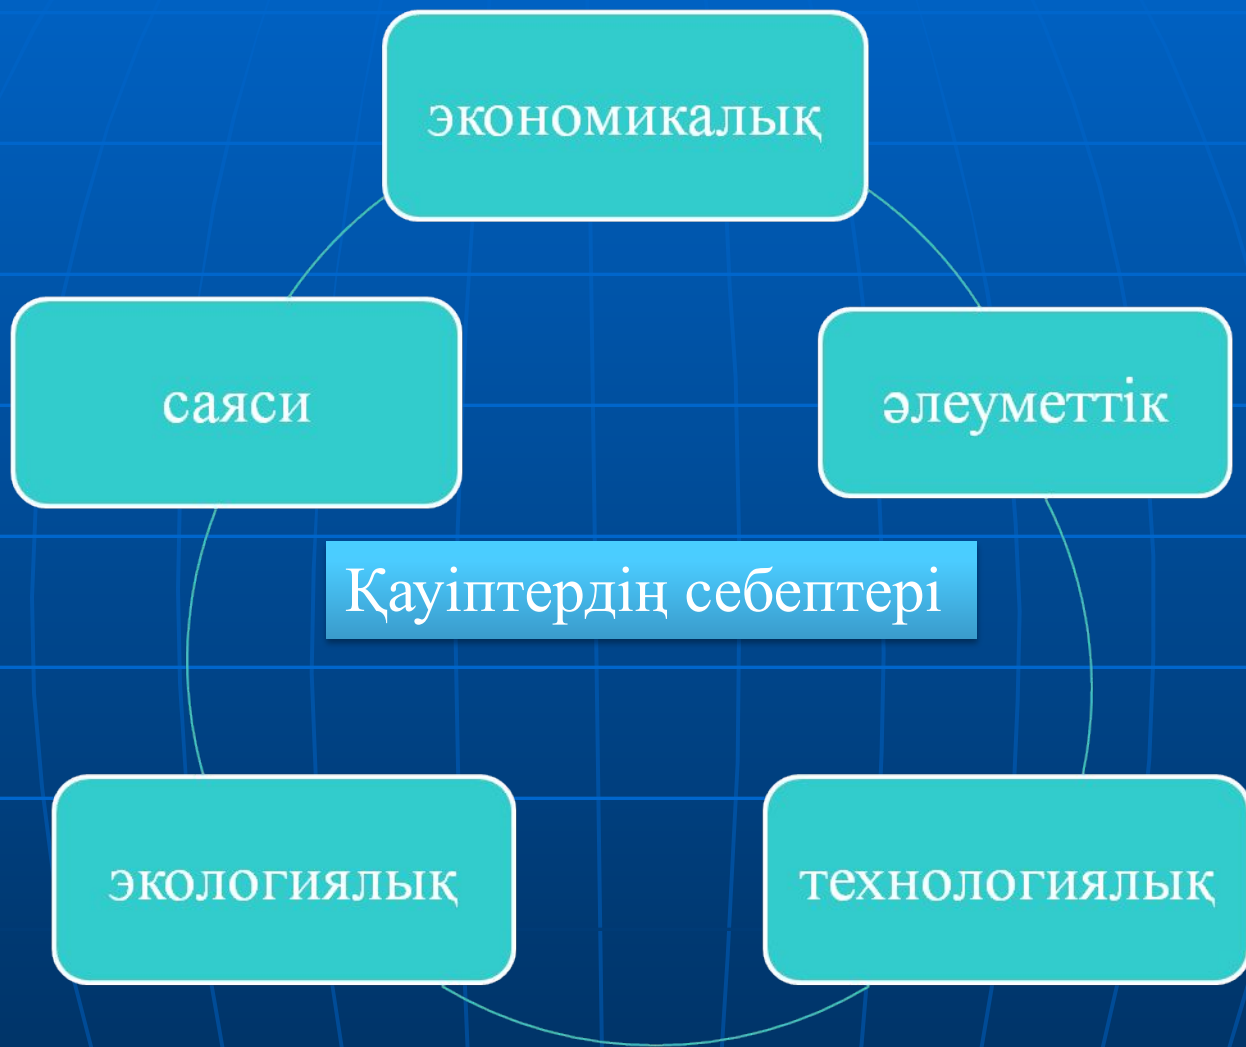 экономикалық
саяси
әлеуметтік
Қауіптердің себептері
экологиялық
технологиялық